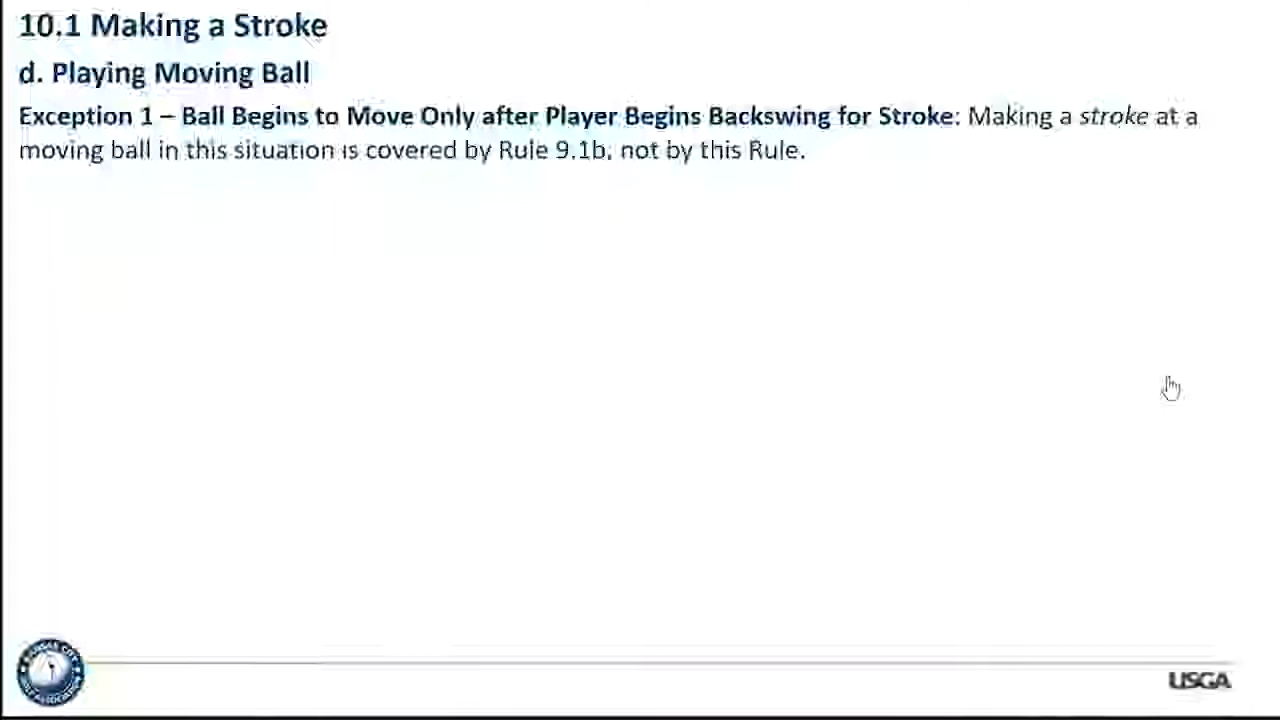 10.1 Making a Stroke
d. Playing Moving Ball
Exception 1 – Ball Begins to Move Only after Player Begins Backswing for Stroke: Making a stroke at a
moving ball in this situation is covered by Rule 9.1b, not by this Rule.
USGA